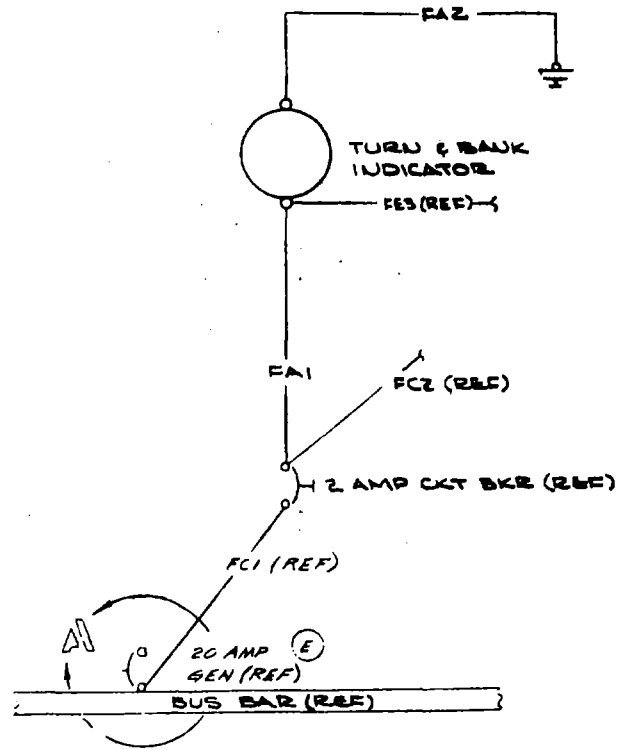 FA2
TURN & BANK
INDICATOR
FE3 (REF)
FA1
FC2 (REF)
2 AMP CKT BKR (REF)
FC1 (REF)
20 AMP
GEN (REF)
E
BUS BAR (REF)